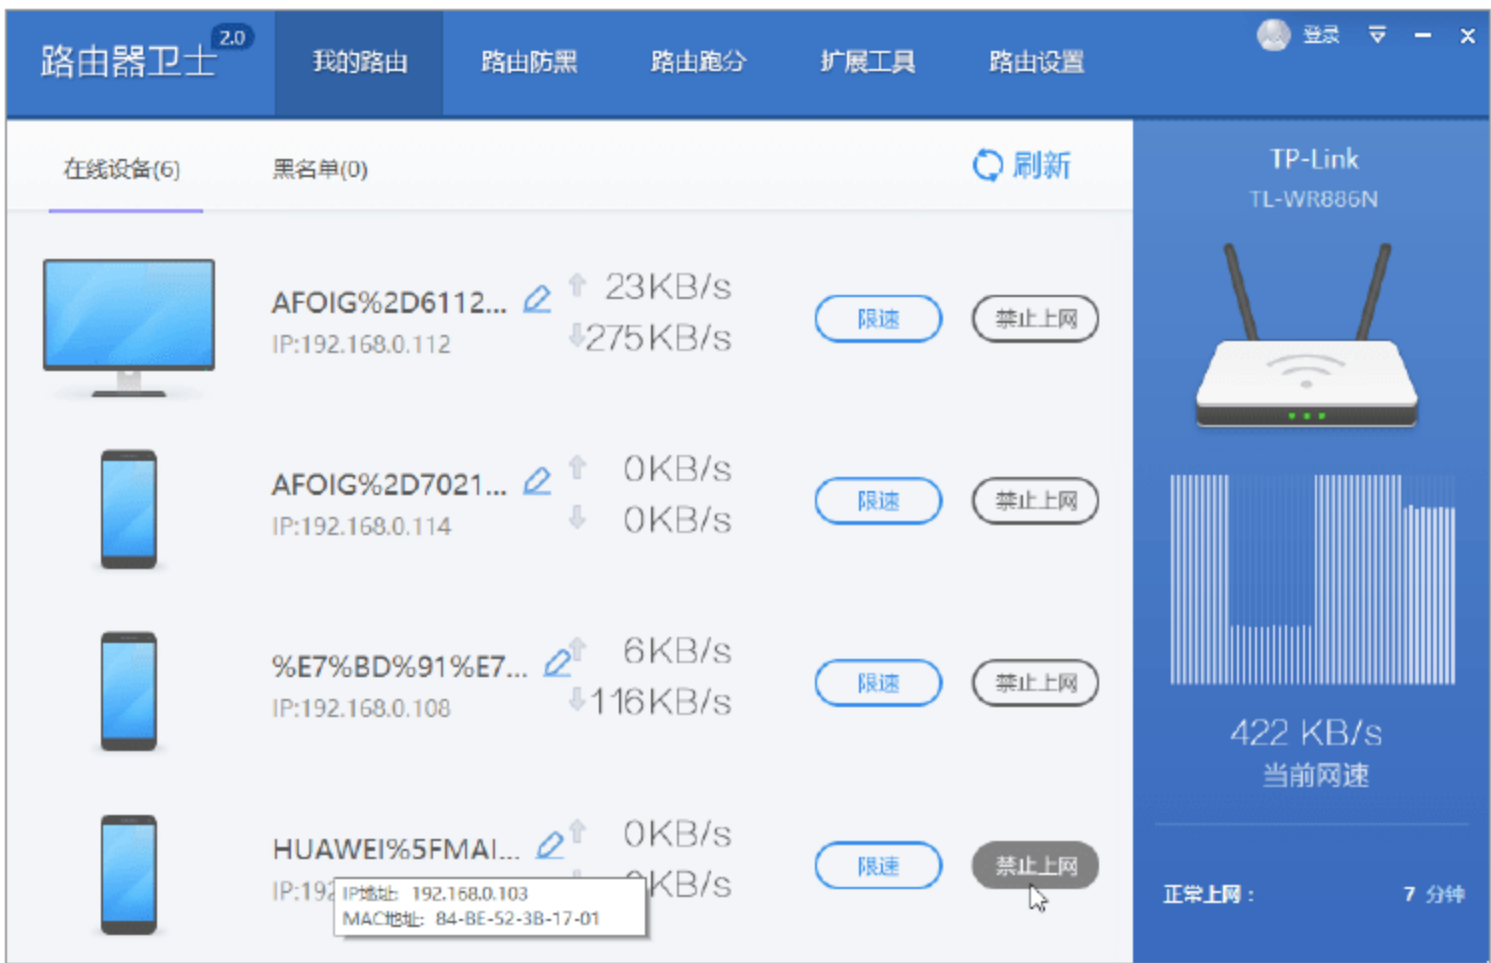 路由器卫士 2.0
我的路由
路由防黑
路由跑分
扩展工具
路由设置
登录
在线设备(6)
黑名单(0)
刷新
AFOIG%2D6112...
IP:192.168.0.112
23KB/s
275KB/s
限速
禁止上网
AFOIG%2D7021...
IP:192.168.0.114
0KB/s
0KB/s
限速
禁止上网
%E7%BD%91%E7...
IP:192.168.0.108
6KB/s
116KB/s
限速
禁止上网
HUAWEI%5FMAI...
IP:192
0KB/s
KB/s
限速
禁止上网
IP地址: 192.168.0.103
MAC地址: 84-BE-52-3B-17-01
TP-Link
TL-WR886N
422 KB/s
当前网速
正常上网：
7 分钟